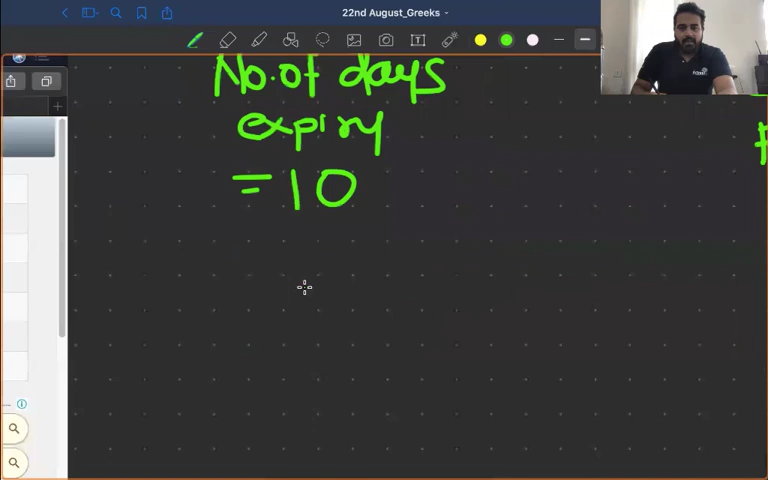 22nd August_Greeks
No. of days
expiry
= 10